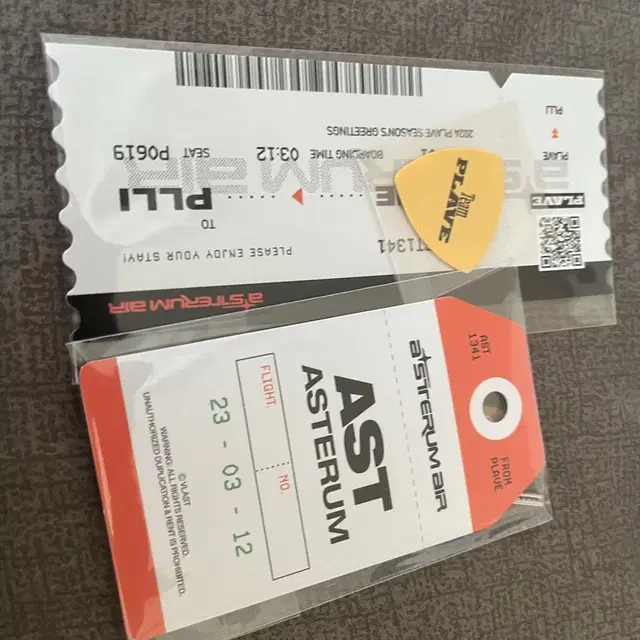 asterum air
PLEASE ENJOY YOUR STAY!
TO
PLLI
SEAT P0619
BOARDING TIME 03:12
2024 PLAVE SEASON'S GREETINGS
PLAVE
PLLI
PLAVE
7am
PLAVE
AST
1341
FROM
PLAVE
asterum air
AST
ASTERUM
FLIGHT.
NO.
23 - 03 - 12
© VLAST
WARNING: ALL RIGHTS RESERVED.
UNAUTHORIZED DUPLICATION & RENT IS PROHIBITED.